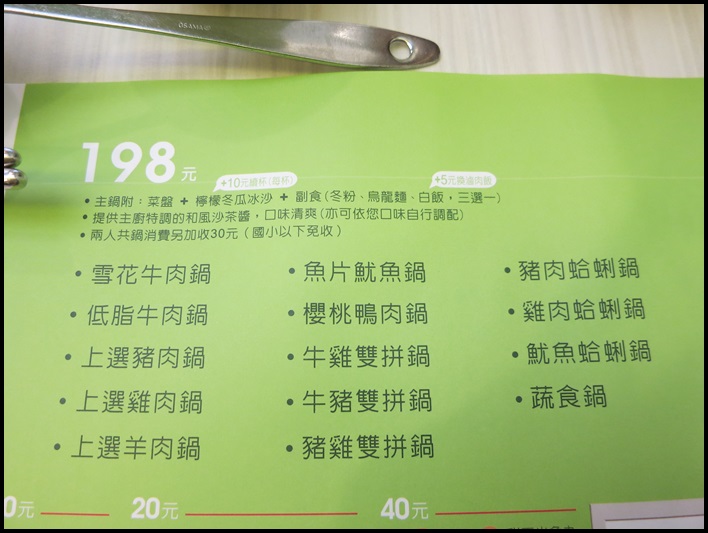 OSAMA
198元
+10元續杯(每杯)
+5元換滷肉飯
• 主鍋附：菜盤 + 檸檬冬瓜冰沙 + 副食(冬粉、烏龍麵、白飯，三選一)
• 提供主廚特調的和風沙茶醬，口味清爽(亦可依您口味自行調配)
• 兩人共鍋消費另加收30元（國小以下免收）
• 雪花牛肉鍋
• 低脂牛肉鍋
• 上選豬肉鍋
• 上選雞肉鍋
• 上選羊肉鍋
• 魚片魷魚鍋
• 櫻桃鴨肉鍋
• 牛雞雙拼鍋
• 牛豬雙拼鍋
• 豬雞雙拼鍋
• 豬肉蛤蜊鍋
• 雞肉蛤蜊鍋
• 魷魚蛤蜊鍋
• 蔬食鍋
0元
20元
40元